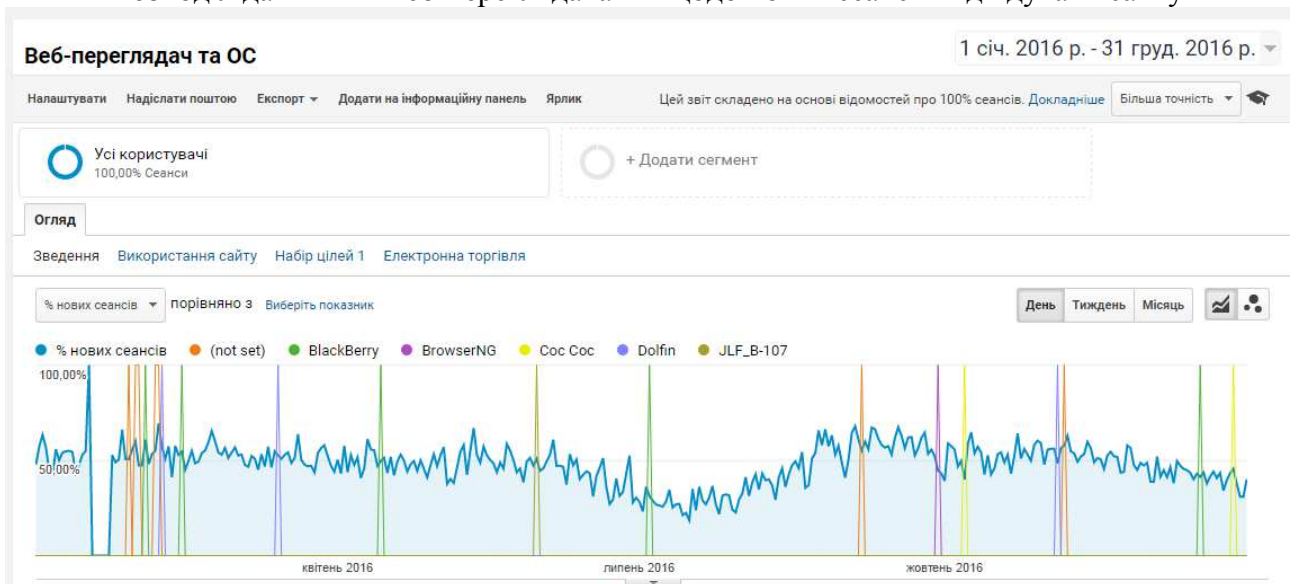 Веб-переглядач та ОС
1 січ. 2016 р. - 31 груд. 2016 р.
Налаштувати Надіслати поштою Експорт Додати на інформаційну панель Ярлик Цей звіт складено на основі відомостей про 100% сеансів. Докладніше Більша точність
Усі користувачі
100,00% Сеанси
+ Додати сегмент
Огляд
Зведення Використання сайту Набір цілей 1 Електронна торгівля
% нових сеансів порівняно з Виберіть показник День Тиждень Місяць
% нових сеансів (not set) BlackBerry BrowserNG Coc Coc Dolfin JLF_B-107
100,00%
50,00%
квітень 2016 липень 2016 жовтень 2016